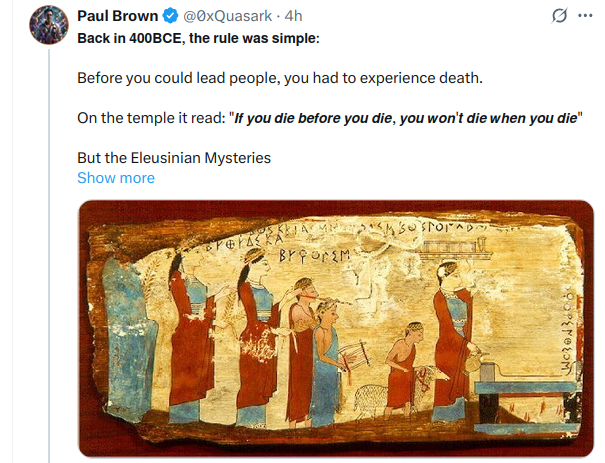 Paul Brown @0xQuasark · 4h
Back in 400BCE, the rule was simple:
Before you could lead people, you had to experience death.
On the temple it read: "If you die before you die, you won't die when you die"
But the Eleusinian Mysteries
Show more